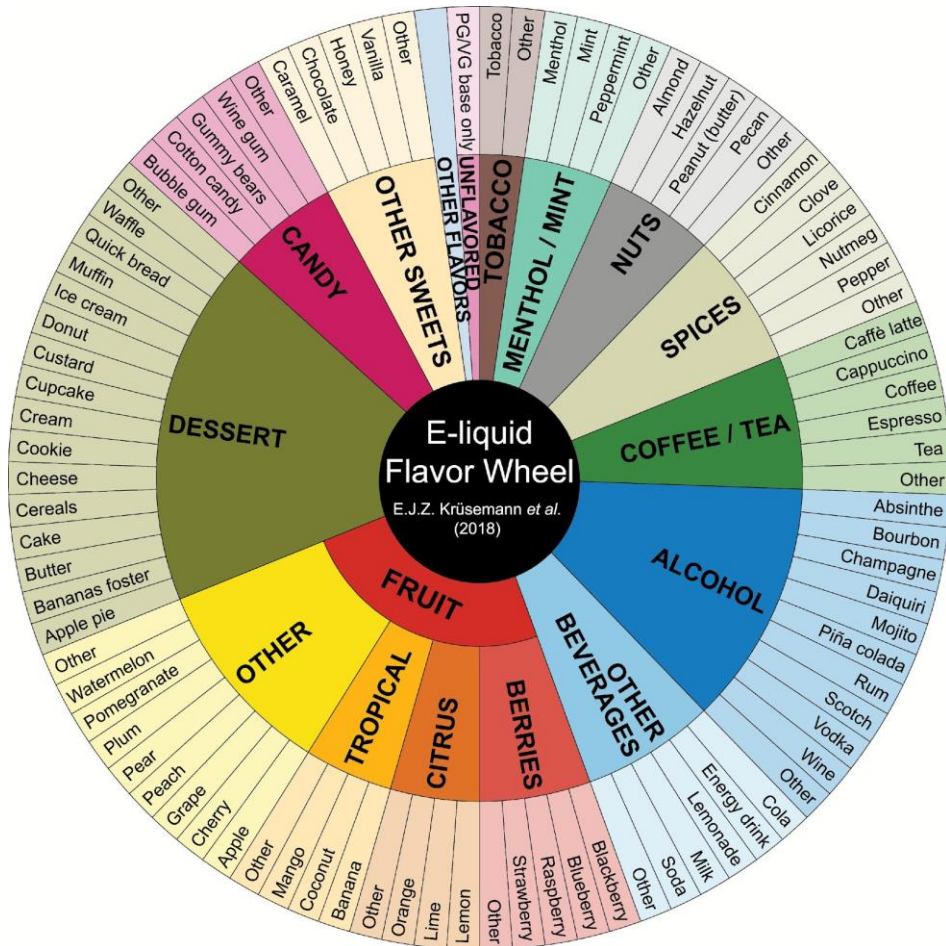 E-liquid
Flavor Wheel
E.J.Z. Krüsemann et al.
(2018)
TOBACCO
Tobacco
Other
MENTHOL / MINT
Menthol
Mint
Peppermint
Other
NUTS
Almond
Hazelnut
Peanut (butter)
Pecan
Other
SPICES
Cinnamon
Clove
Licorice
Nutmeg
Pepper
Other
COFFEE / TEA
Caffè latte
Cappuccino
Coffee
Espresso
Tea
Other
ALCOHOL
Absinthe
Bourbon
Champagne
Daiquiri
Mojito
Piña colada
Rum
Scotch
Vodka
Wine
Other
OTHER
BEVERAGES
Cola
Energy drink
Lemonade
Milk
Soda
Other
FRUIT
BERRIES
Blackberry
Blueberry
Raspberry
Strawberry
Other
CITRUS
Lemon
Lime
Orange
Other
TROPICAL
Banana
Coconut
Mango
Other
OTHER
Apple
Cherry
Grape
Peach
Pear
Plum
Pomegranate
Watermelon
Other
DESSERT
Apple pie
Bananas foster
Butter
Cake
Cereals
Cheese
Cookie
Cream
Cupcake
Custard
Donut
Ice cream
Muffin
Quick bread
Waffle
Other
CANDY
Bubble gum
Cotton candy
Gummy bears
Wine gum
Other
OTHER SWEETS
Caramel
Chocolate
Honey
Vanilla
Other
OTHER FLAVORS
UNFLAVORED
PG/VG base only